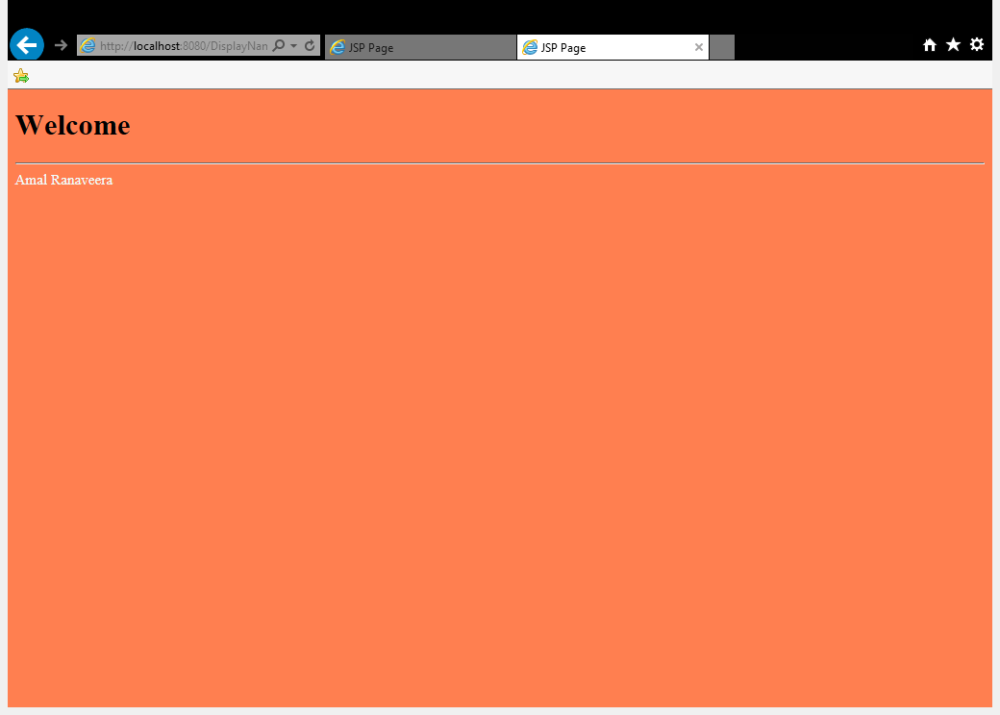 http://localhost:8080/DisplayNan
JSP Page
JSP Page
Welcome
Amal Ranaveera